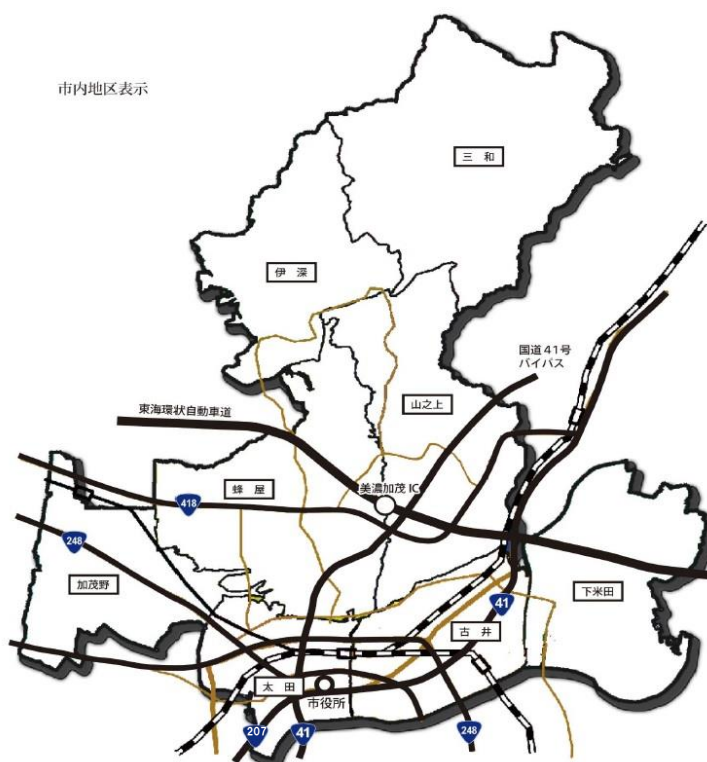 市内地区表示
三和
伊深
国道41号
バイパス
山之上
東海環状自動車道
美濃加茂IC
蜂屋
418
248
加茂野
下米田
41
古井
太田
市役所
207
41
248